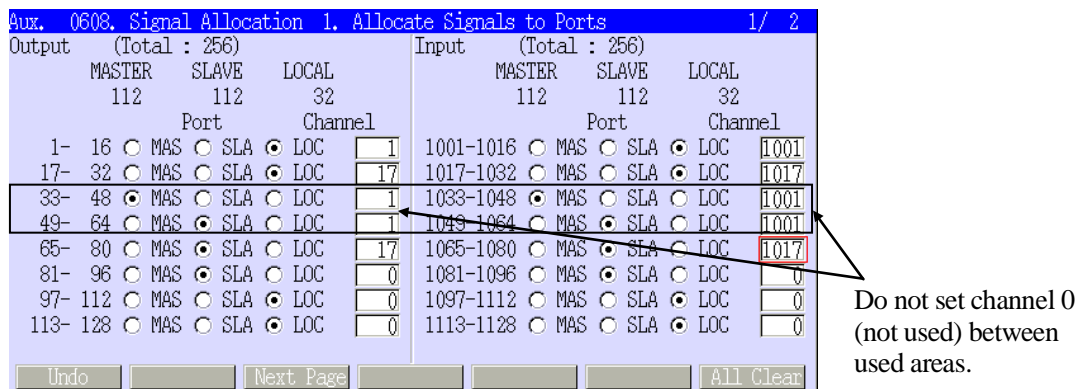 Aux. 0608. Signal Allocation 1. Allocate Signals to Ports 1/ 2
Output (Total : 256) Input (Total : 256)
MASTER SLAVE LOCAL MASTER SLAVE LOCAL
112 112 32 112 112 32
Port Channel Port Channel
1- 16 MAS SLA LOC 1 1001-1016 MAS SLA LOC 1001
17- 32 MAS SLA LOC 17 1017-1032 MAS SLA LOC 1017
33- 48 MAS SLA LOC 1 1033-1048 MAS SLA LOC 1001
49- 64 MAS SLA LOC 1 1049-1064 MAS SLA LOC 1001
65- 80 MAS SLA LOC 17 1065-1080 MAS SLA LOC 1017
81- 96 MAS SLA LOC 0 1081-1096 MAS SLA LOC 0
97- 112 MAS SLA LOC 0 1097-1112 MAS SLA LOC 0
113- 128 MAS SLA LOC 0 1113-1128 MAS SLA LOC 0
Undo Next Page All Clear
Do not set channel 0
(not used) between
used areas.